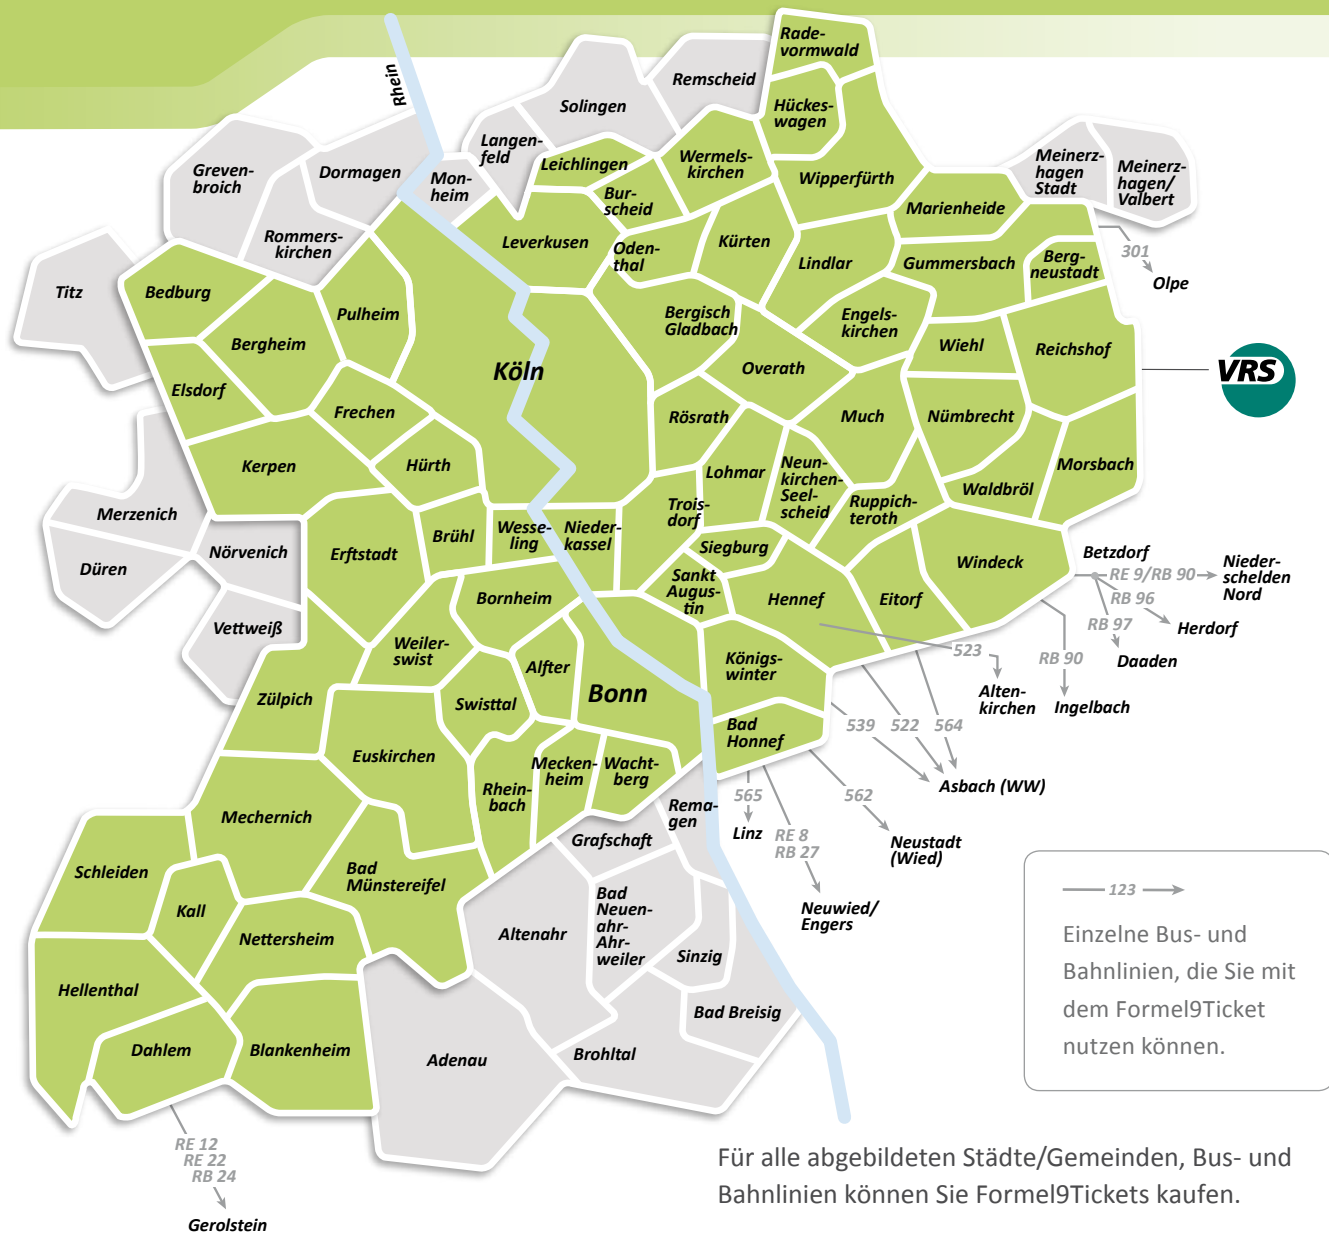 Rade-
vormwald
Rhein
Remscheid
Solingen
Hückes-
wagen
Langen-
feld
Leichlingen
Wermels-
kirchen
Meinerz-
hagen
Stadt
Meinerz-
hagen/
Valbert
Greven-
broich
Dormagen
Mon-
heim
Wipperfürth
Bur-
scheid
Marienheide
Rommers-
kirchen
Leverkusen
Oden-
thal
Kürten
Lindlar
Gummersbach
Berg-
neustadt
301
Olpe
Titz
Bedburg
Pulheim
Bergheim
Bergisch
Gladbach
Engels-
kirchen
Wiehl
Reichshof
VRS
Elsdorf
Köln
Overath
Frechen
Rösrath
Much
Nümbrecht
Kerpen
Hürth
Lohmar
Neun-
kirchen-
Seel-
scheid
Morsbach
Waldbröl
Merzenich
Düren
Nörvenich
Erftstadt
Brühl
Wesse-
ling
Nieder-
kassel
Trois-
dorf
Ruppich-
teroth
Siegburg
Windeck
Betzdorf
RE 9/RB 90
Nieder-
schelden
Nord
RB 96
Herdorf
RB 97
Daaden
RB 90
Ingelbach
Sankt
Augus-
tin
Hennef
Eitorf
Bornheim
Vettweiß
Weiler-
swist
Alfter
Königs-
winter
523
Alten-
kirchen
Zülpich
Swisttal
Bonn
Bad
Honnef
539
522
564
Asbach (WW)
Euskirchen
Rhein-
bach
Mecken-
heim
Wacht-
berg
565
Linz
562
Neustadt
(Wied)
RE 8
RB 27
Neuwied/
Engers
Mechernich
Rema-
gen
Grafschaft
Schleiden
Bad
Münstereifel
Kall
Nettersheim
Altenahr
Bad
Neuen-
ahr-
Ahr-
weiler
Sinzig
Hellenthal
Bad Breisig
Dahlem
Blankenheim
Adenau
Brohltal
RE 12
RE 22
RB 24
Gerolstein
123
Einzelne Bus- und
Bahnlinien, die Sie mit
dem Formel9Ticket
nutzen können.
Für alle abgebildeten Städte/Gemeinden, Bus- und
Bahnlinien können Sie Formel9Tickets kaufen.